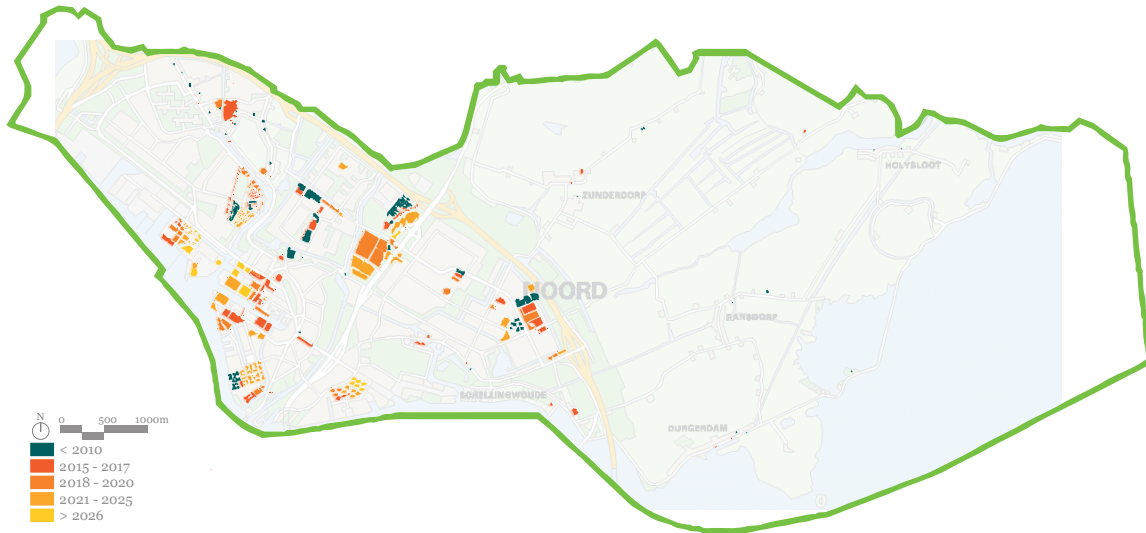 HOLYSLOOT
ZUNDERDORP
NOORD
RANSDORP
SCHELLINGWOUDE
DURGERDAM
N
0 500 1000m
< 2010
2015 - 2017
2018 - 2020
2021 - 2025
> 2026